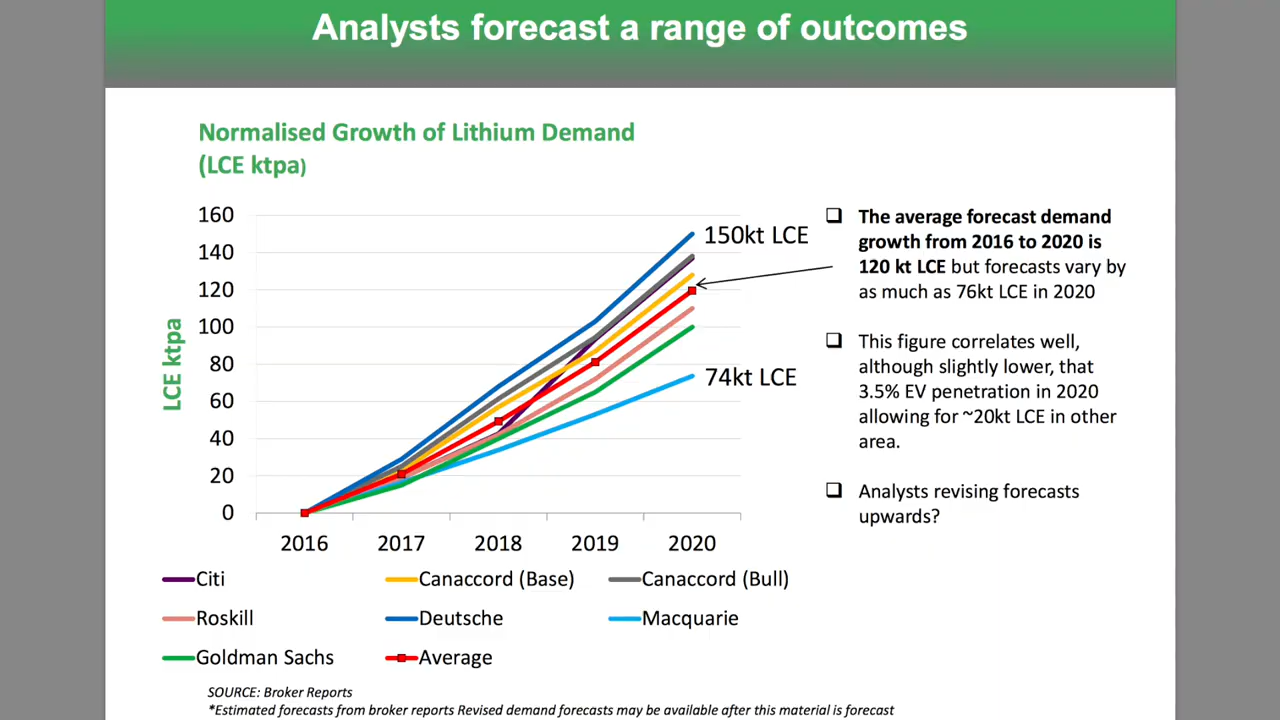 Analysts forecast a range of outcomes
Normalised Growth of Lithium Demand
(LCE ktpa)
160
140
120
100
80
60
40
20
0
LCE ktpa
2016 2017 2018 2019 2020
150kt LCE
74kt LCE
Citi Canaccord (Base) Canaccord (Bull)
Roskill Deutsche Macquarie
Goldman Sachs Average
The average forecast demand
growth from 2016 to 2020 is
120 kt LCE but forecasts vary by
as much as 76kt LCE in 2020
This figure correlates well,
although slightly lower, that
3.5% EV penetration in 2020
allowing for ~20kt LCE in other
area.
Analysts revising forecasts
upwards?
SOURCE: Broker Reports
*Estimated forecasts from broker reports Revised demand forecasts may be available after this material is forecast